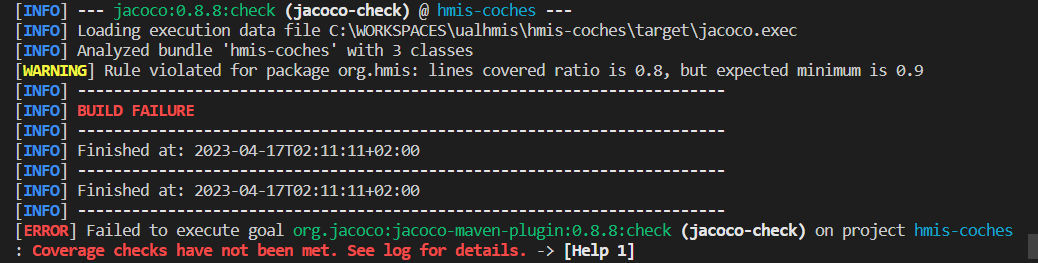 [INFO] --- jacoco:0.8.8:check (jacoco-check) @ hmis-coches ---
[INFO] Loading execution data file C:\WORKSPACES\ualhmis\hmis-coches\target\jacoco.exec
[INFO] Analyzed bundle 'hmis-coches' with 3 classes
[WARNING] Rule violated for package org.hmis: lines covered ratio is 0.8, but expected minimum is 0.9
[INFO] ------------------------------------------------------------------------
[INFO] BUILD FAILURE
[INFO] ------------------------------------------------------------------------
[INFO] Finished at: 2023-04-17T02:11:11+02:00
[INFO] ------------------------------------------------------------------------
[INFO] Finished at: 2023-04-17T02:11:11+02:00
[INFO] ------------------------------------------------------------------------
[ERROR] Failed to execute goal org.jacoco:jacoco-maven-plugin:0.8.8:check (jacoco-check) on project hmis-coches
: Coverage checks have not been met. See log for details. -> [Help 1]